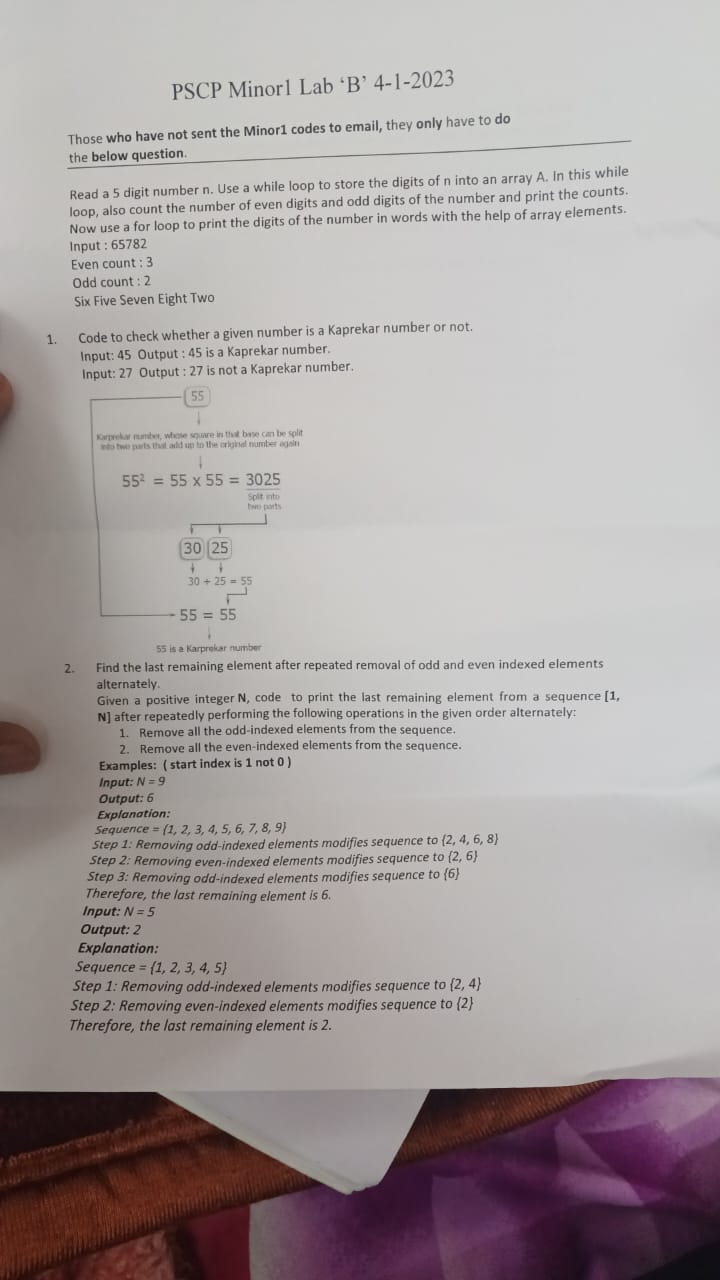 PSCP Minor1 Lab ‘B’ 4-1-2023
Those who have not sent the Minor1 codes to email, they only have to do
the below question.
Read a 5 digit number n. Use a while loop to store the digits of n into an array A. In this while
loop, also count the number of even digits and odd digits of the number and print the counts.
Now use a for loop to print the digits of the number in words with the help of array elements.
Input : 65782
Even count : 3
Odd count : 2
Six Five Seven Eight Two
1. Code to check whether a given number is a Kaprekar number or not.
Input: 45 Output : 45 is a Kaprekar number.
Input: 27 Output : 27 is not a Kaprekar number.
55
Karprekar number, whose square in that base can be split
into two parts that add up to the original number again
55² = 55 x 55 = 3025
Split into
two parts
30 25
30 + 25 = 55
55 = 55
55 is a Karprekar number
2. Find the last remaining element after repeated removal of odd and even indexed elements
alternately.
Given a positive integer N, code to print the last remaining element from a sequence [1,
N] after repeatedly performing the following operations in the given order alternately:
1. Remove all the odd-indexed elements from the sequence.
2. Remove all the even-indexed elements from the sequence.
Examples: ( start index is 1 not 0 )
Input: N = 9
Output: 6
Explanation:
Sequence = {1, 2, 3, 4, 5, 6, 7, 8, 9}
Step 1: Removing odd-indexed elements modifies sequence to {2, 4, 6, 8}
Step 2: Removing even-indexed elements modifies sequence to {2, 6}
Step 3: Removing odd-indexed elements modifies sequence to {6}
Therefore, the last remaining element is 6.
Input: N = 5
Output: 2
Explanation:
Sequence = {1, 2, 3, 4, 5}
Step 1: Removing odd-indexed elements modifies sequence to {2, 4}
Step 2: Removing even-indexed elements modifies sequence to {2}
Therefore, the last remaining element is 2.